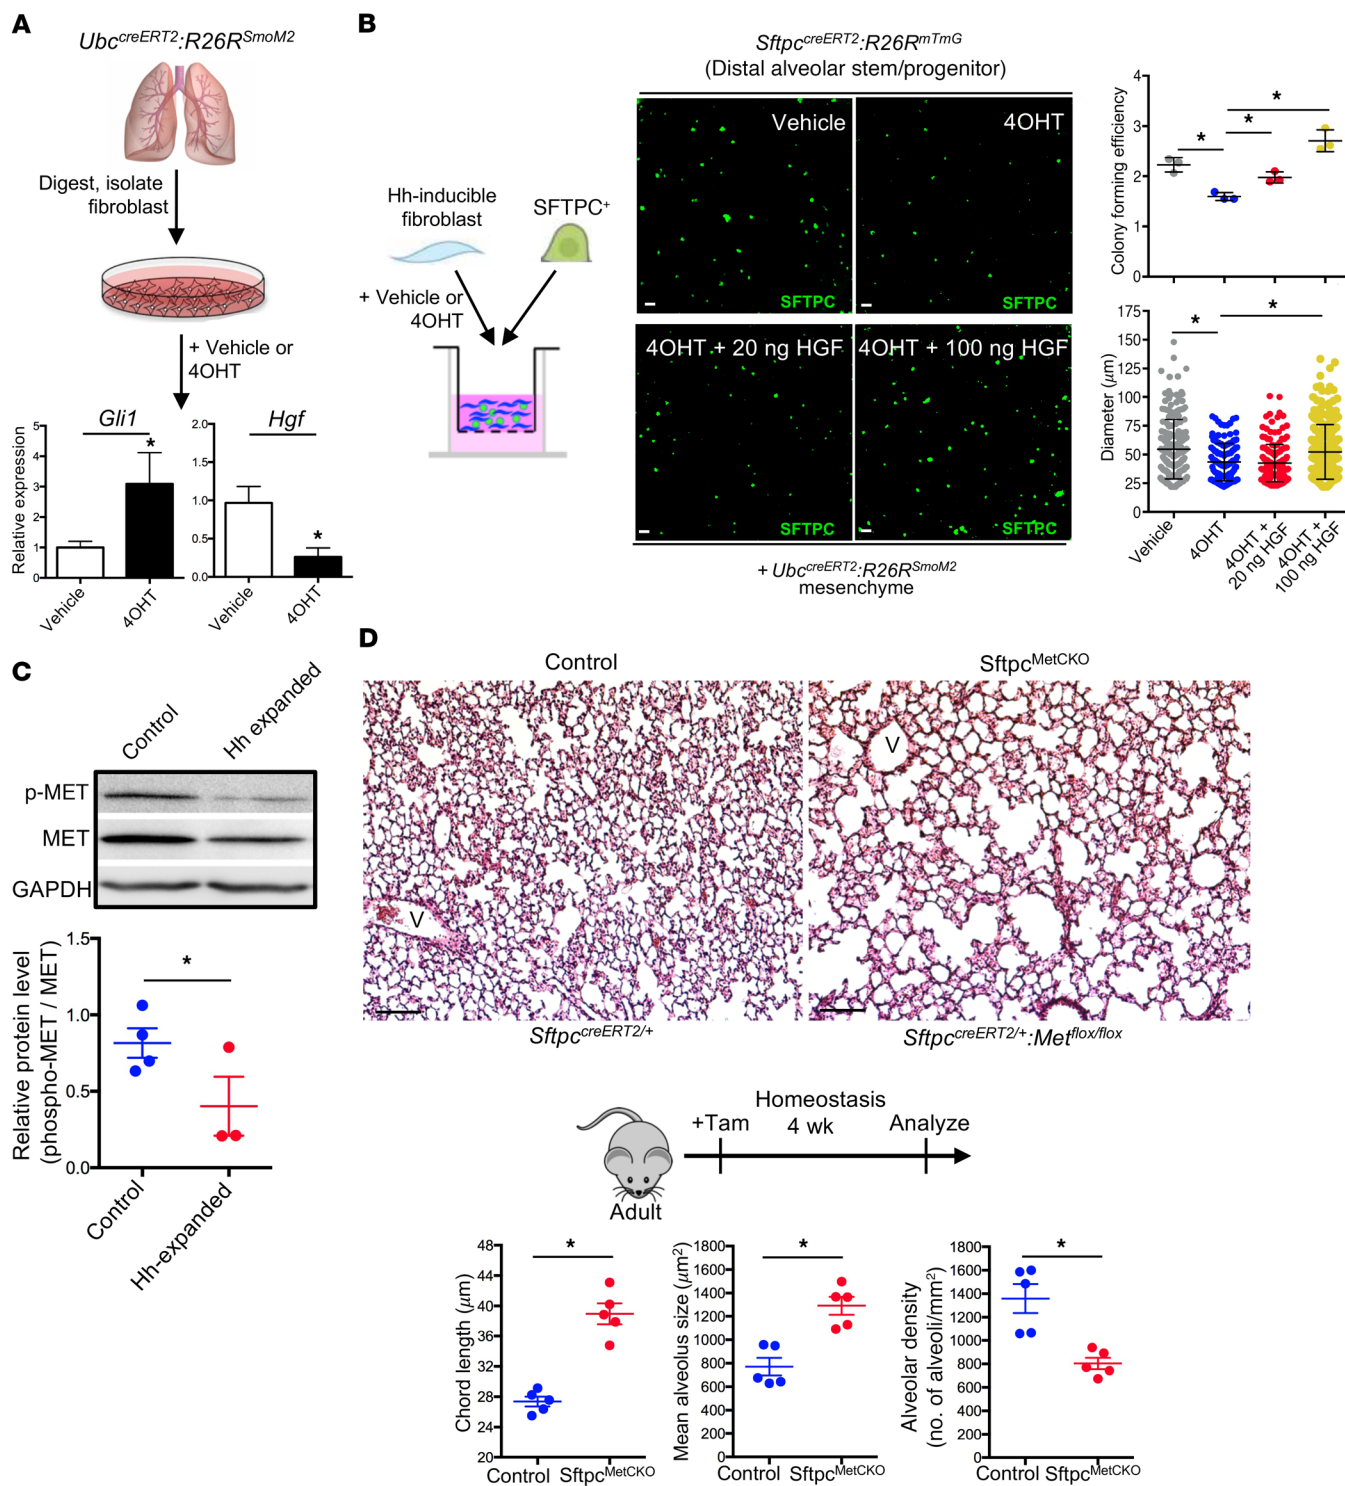 A
Ubc^creERT2:R26R^SmoM2
Digest, isolate
fibroblast
+ Vehicle or
4OHT
Gli1
Hgf
Relative expression
5
4
3
2
1
0
2.0
1.5
1.0
0.5
0.0
Vehicle
4OHT
Vehicle
4OHT
B
Sftpc^creERT2:R26R^mTmG
(Distal alveolar stem/progenitor)
Hh-inducible
fibroblast
SFTPC+
+ Vehicle or
4OHT
Vehicle
SFTPC
4OHT
SFTPC
4OHT + 20 ng HGF
SFTPC
4OHT + 100 ng HGF
SFTPC
+ Ubc^creERT2:R26R^SmoM2
mesenchyme
Colony forming efficiency
4
3
2
1
0
* * *
Diameter (µm)
175
150
125
100
75
50
25
0
* *
Vehicle
4OHT
4OHT +
20 ng HGF
4OHT +
100 ng HGF
C
Control
Hh expanded
p-MET
MET
GAPDH
Relative protein level
(phospho-MET / MET)
1.5
1.0
0.5
0.0
*
Control
Hh-expanded
D
Control
Sftpc^MetCKO
V
V
Sftpc^creERT2/+
Sftpc^creERT2/+:Met^flox/flox
Homeostasis
+Tam
4 wk
Analyze
Adult
Chord length (µm)
48
44
40
36
32
28
24
20
*
Control
Sftpc^MetCKO
Mean alveolus size (µm²)
1800
1600
1400
1200
1000
800
600
400
200
0
*
Control
Sftpc^MetCKO
Alveolar density
(no. of alveoli/mm²)
1800
1600
1400
1200
1000
800
600
400
200
0
*
Control
Sftpc^MetCKO